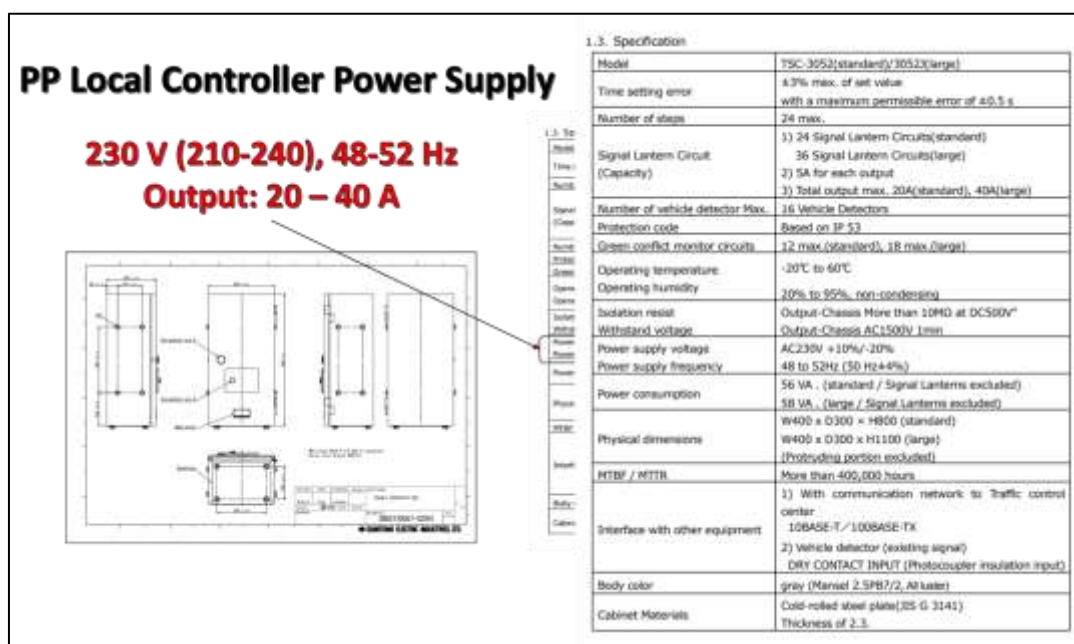 PP Local Controller Power Supply
230 V (210-240), 48-52 Hz
Output: 20 – 40 A
1.3. Specification
Model TSC-3052(standard)/3052J(large)
Time setting error ±3% max. of set value
with a maximum permissible error of ±0.5 s
Number of steps 24 max.
Signal Lantern Circuit
(Capacity)
1) 24 Signal Lantern Circuits(standard)
36 Signal Lantern Circuits(large)
2) 5A for each output
3) Total output max. 20A(standard), 40A(large)
Number of vehicle detector Max. 16 Vehicle Detectors
Protection code Based on IP 53
Green conflict monitor circuits 12 max.(standard), 18 max.(large)
Operating temperature -20℃ to 60℃
Operating humidity 20% to 95%, non-condensing
Isolation resist Output-Chassis More than 10MΩ at DC500V"
Withstand voltage Output-Chassis AC1500V 1min
Power supply voltage AC230V +10%/-20%
Power supply frequency 48 to 52Hz (50 Hz±4%)
Power consumption 56 VA . (standard / Signal Lanterns excluded)
58 VA . (large / Signal Lanterns excluded)
Physical dimensions
W400 x D300 × H800 (standard)
W400 x D300 x H1100 (large)
(Protruding portion excluded)
MTBF / MTTR More than 400,000 hours
Interface with other equipment
1) With communication network to Traffic control
center
10BASE-T/100BASE-TX
2) Vehicle detector (existing signal)
DRY CONTACT INPUT (Photocoupler insulation input)
Body color gray (Mansel 2.5PB7/2,
Cabinet Materials Cold-rolled steel plate(JIS G 3141)
Thickness of 2.3.
SUMITOMO ELECTRIC INDUSTRIES, LTD.